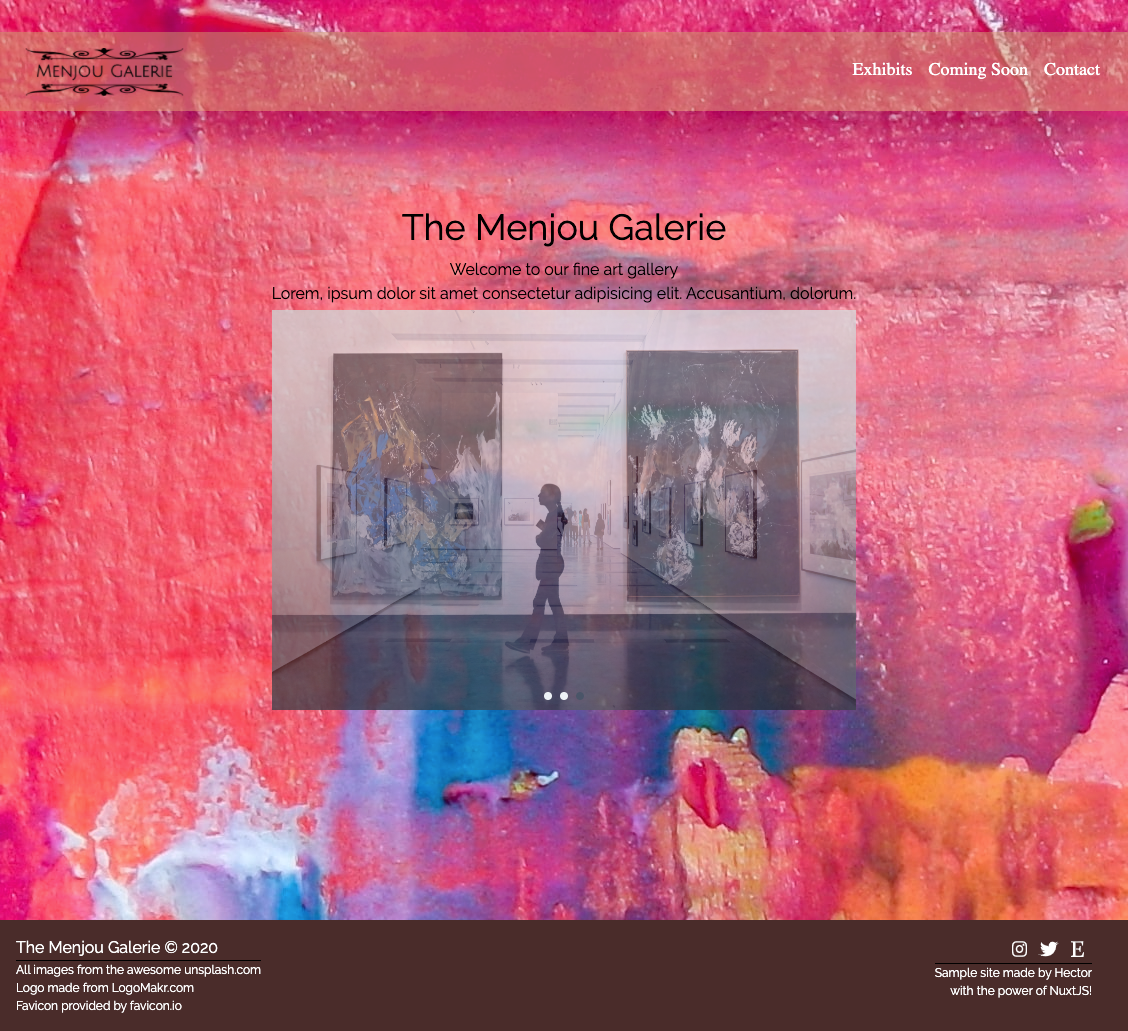 MENJOU GALERIE
Exhibits Coming Soon Contact
The Menjou Galerie
Welcome to our fine art gallery
Lorem, ipsum dolor sit amet consectetur adipisicing elit. Accusantium, dolorum.
The Menjou Galerie © 2020
All images from the awesome unsplash.com
Logo made from LogoMakr.com
Favicon provided by favicon.io
Sample site made by Hector
with the power of NuxtJS!